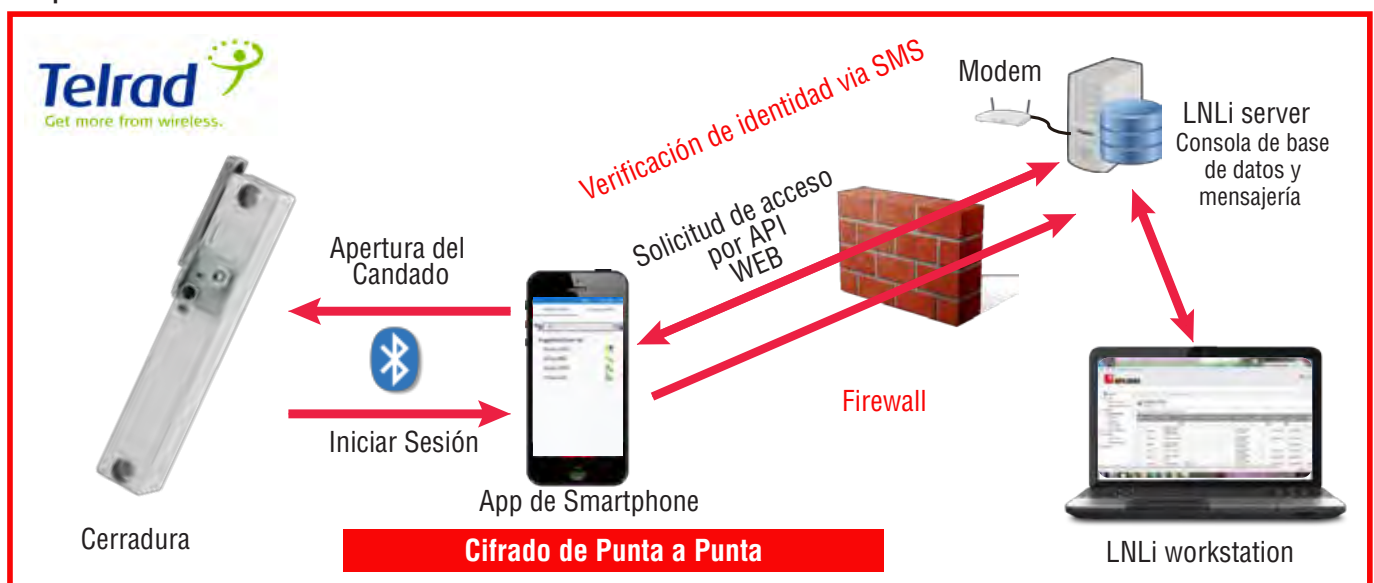 Telrad
Get more from wireless.
Verificación de identidad via SMS
Modem
LNLi server
Consola de base
de datos y
mensajería
Solicitud de acceso
por API
WEB
Apertura del
Candado
Iniciar Sesión
Firewall
App de Smartphone
Cerradura
Cifrado de Punta a Punta
LNLi workstation